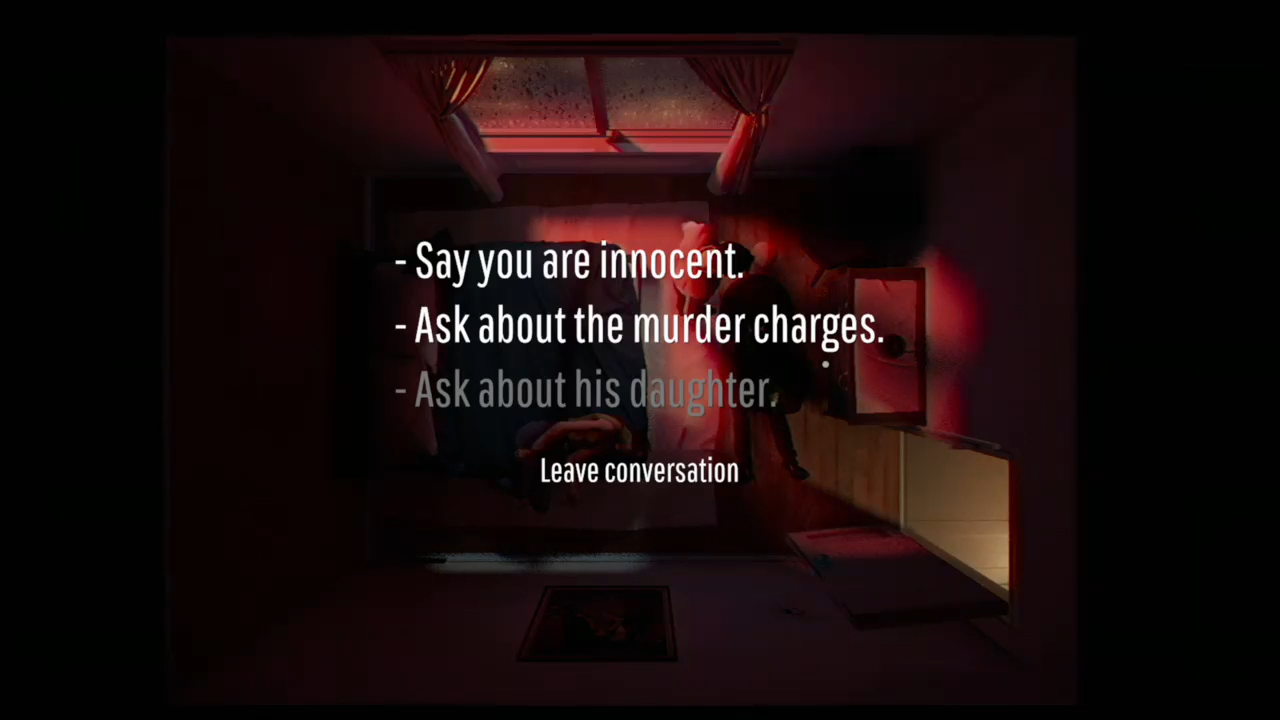 - Say you are innocent.
- Ask about the murder charges.
- Ask about his daughter.
Leave conversation